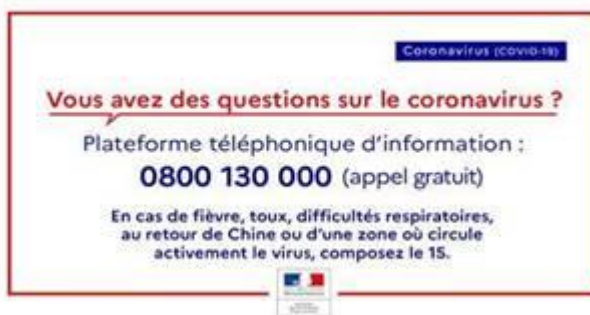 Coronavirus (COVID-19)
Vous avez des questions sur le coronavirus ?
Plateforme téléphonique d'information :
0800 130 000 (appel gratuit)
En cas de fièvre, toux, difficultés respiratoires,
au retour de Chine ou d'une zone où circule
activement le virus, composez le 15.